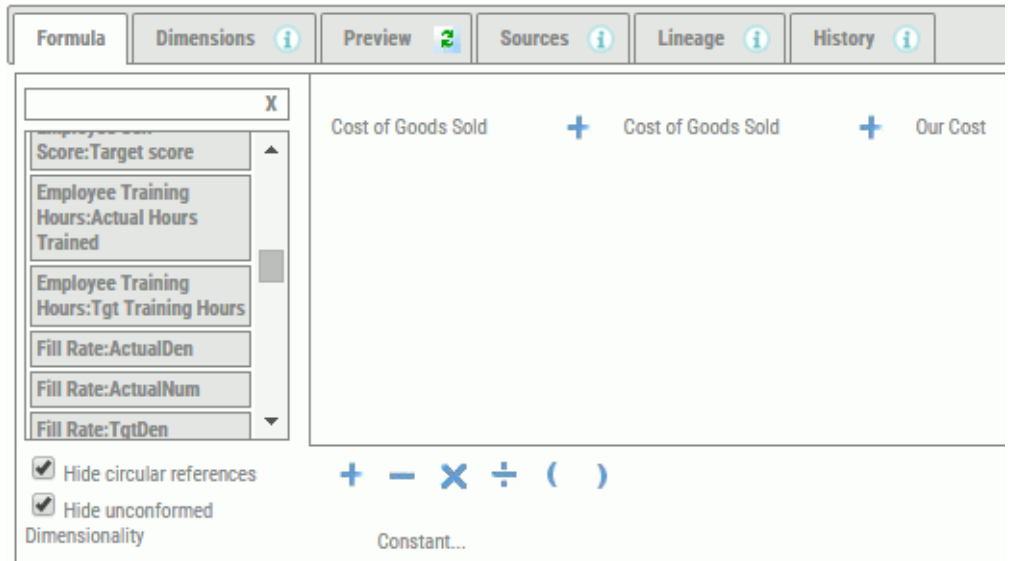 Formula Dimensions i Preview Sources i Lineage i History i
X
Cost of Goods Sold + Cost of Goods Sold + Our Cost
Score:Target score
Employee Training
Hours:Actual Hours
Trained
Employee Training
Hours:Tgt Training Hours
Fill Rate:ActualDen
Fill Rate:ActualNum
Fill Rate:TgtDen
Hide circular references
+ − × ÷ ( )
Hide unconformed
Dimensionality
Constant...